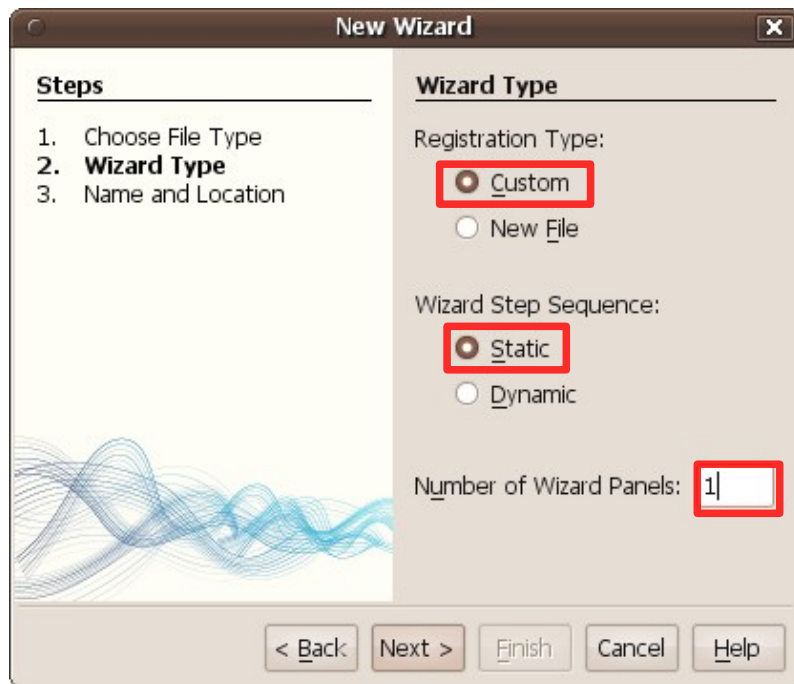 New Wizard
Steps
1. Choose File Type
2. Wizard Type
3. Name and Location
Wizard Type
Registration Type:
Custom
New File
Wizard Step Sequence:
Static
Dynamic
Number of Wizard Panels: 1
< Back Next > Finish Cancel Help